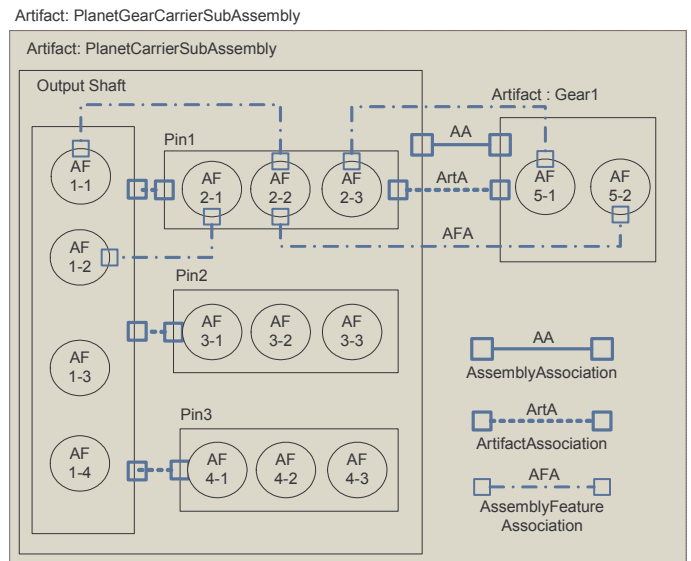 Artifact: PlanetGearCarrierSubAssembly
Artifact: PlanetCarrierSubAssembly
Output Shaft
Artifact : Gear1
AF
1-1
AF
1-2
AF
1-3
AF
1-4
Pin1
AF
2-1
AF
2-2
AF
2-3
AA
ArtA
AFA
AF
5-1
AF
5-2
Pin2
AF
3-1
AF
3-2
AF
3-3
Pin3
AF
4-1
AF
4-2
AF
4-3
AA
AssemblyAssociation
ArtA
ArtifactAssociation
AFA
AssemblyFeature
Association